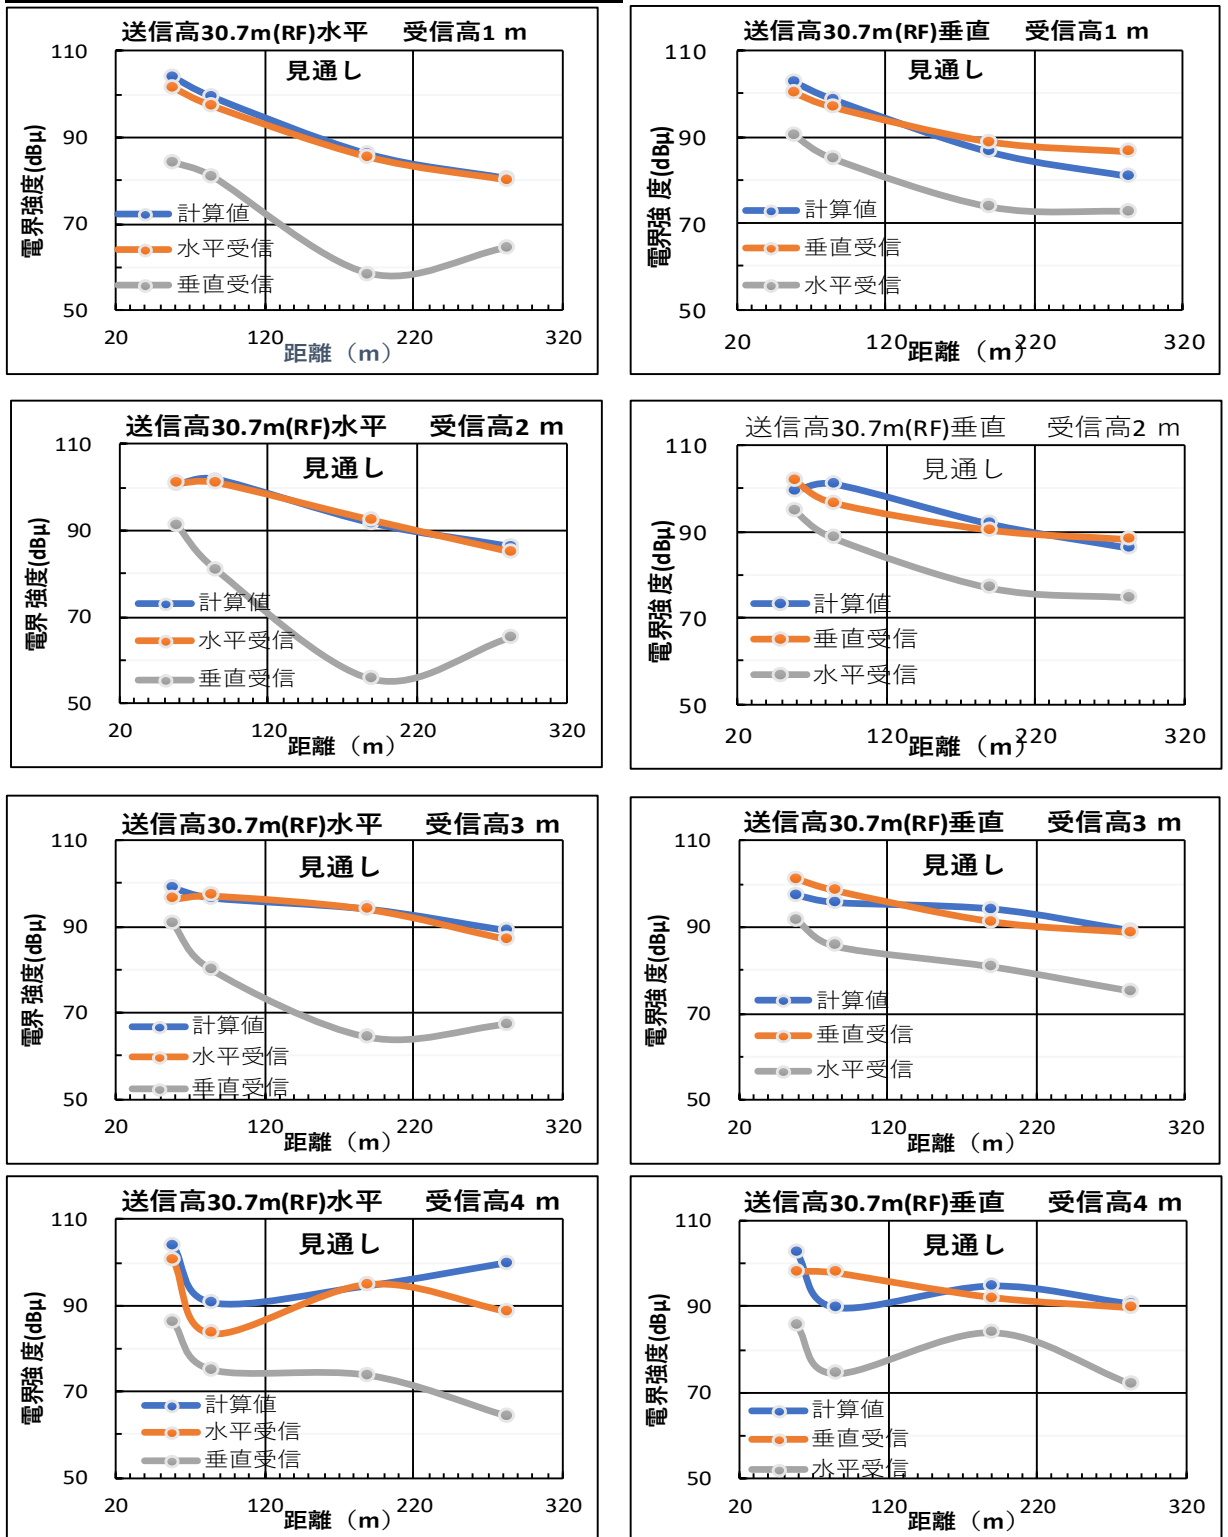 送信高30.7m(RF)水平 受信高1 m
見通し
電界強度(dBμ)
110
90
70
50
計算値
水平受信
垂直受信
20 120 220 320
距離（m）
送信高30.7m(RF)垂直 受信高1 m
見通し
電界強 度(dBμ)
110
90
70
50
計算値
垂直受信
水平受信
20 120 220 320
距離（m）
送信高30.7m(RF)水平 受信高2 m
見通し
電界 強度(dBμ)
110
90
70
50
計算値
水平受信
垂直受信
20 120 220 320
距離（m）
送信高30.7m(RF)垂直 受信高2 m
見通し
電界強 度(dBμ)
110
90
70
50
計算値
垂直受信
水平受信
20 120 220 320
距離（m）
送信高30.7m(RF)水平 受信高3 m
見通し
電界 強度(dBμ)
110
90
70
50
計算値
水平受信
垂直受信
20 120 220 320
距離（m）
送信高30.7m(RF)垂直 受信高3 m
見通し
電界強 度(dBμ)
110
90
70
50
計算値
垂直受信
水平受信
20 120 220 320
距離（m）
送信高30.7m(RF)水平 受信高4 m
見通し
電界強 度(dBμ)
110
90
70
50
計算値
水平受信
垂直受信
20 120 220 320
距離（m）
送信高30.7m(RF)垂直 受信高4 m
見通し
電界強 度(dBμ)
110
90
70
50
計算値
垂直受信
水平受信
20 120 220 320
距離（m）